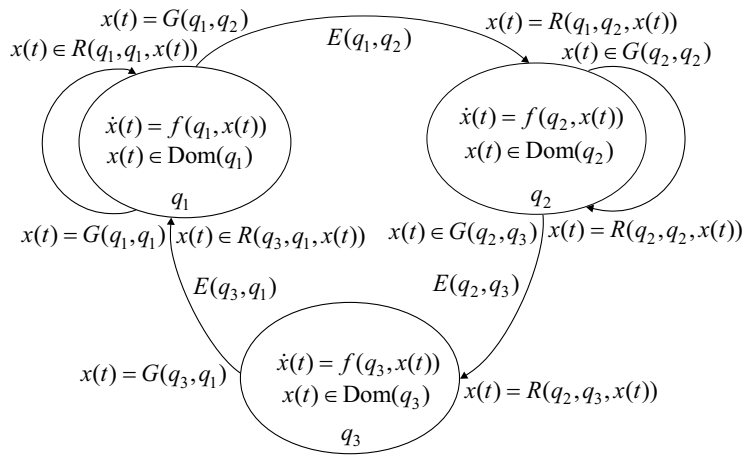 x(t) = G(q₁,q₂)
x(t) ∈ R(q₁,q₁,x(t))
E(q₁,q₂)
x(t) = R(q₁,q₂,x(t))
x(t) ∈ G(q₂,q₂)
ẋ(t) = f(q₁,x(t))
x(t) ∈ Dom(q₁)
q₁
ẋ(t) = f(q₂,x(t))
x(t) ∈ Dom(q₂)
q₂
x(t) = G(q₁,q₁)
x(t) ∈ R(q₃,q₁,x(t))
x(t) ∈ G(q₂,q₃)
x(t) = R(q₂,q₂,x(t))
E(q₃,q₁)
E(q₂,q₃)
x(t) = G(q₃,q₁)
ẋ(t) = f(q₃,x(t))
x(t) ∈ Dom(q₃)
q₃
x(t) = R(q₂,q₃,x(t))